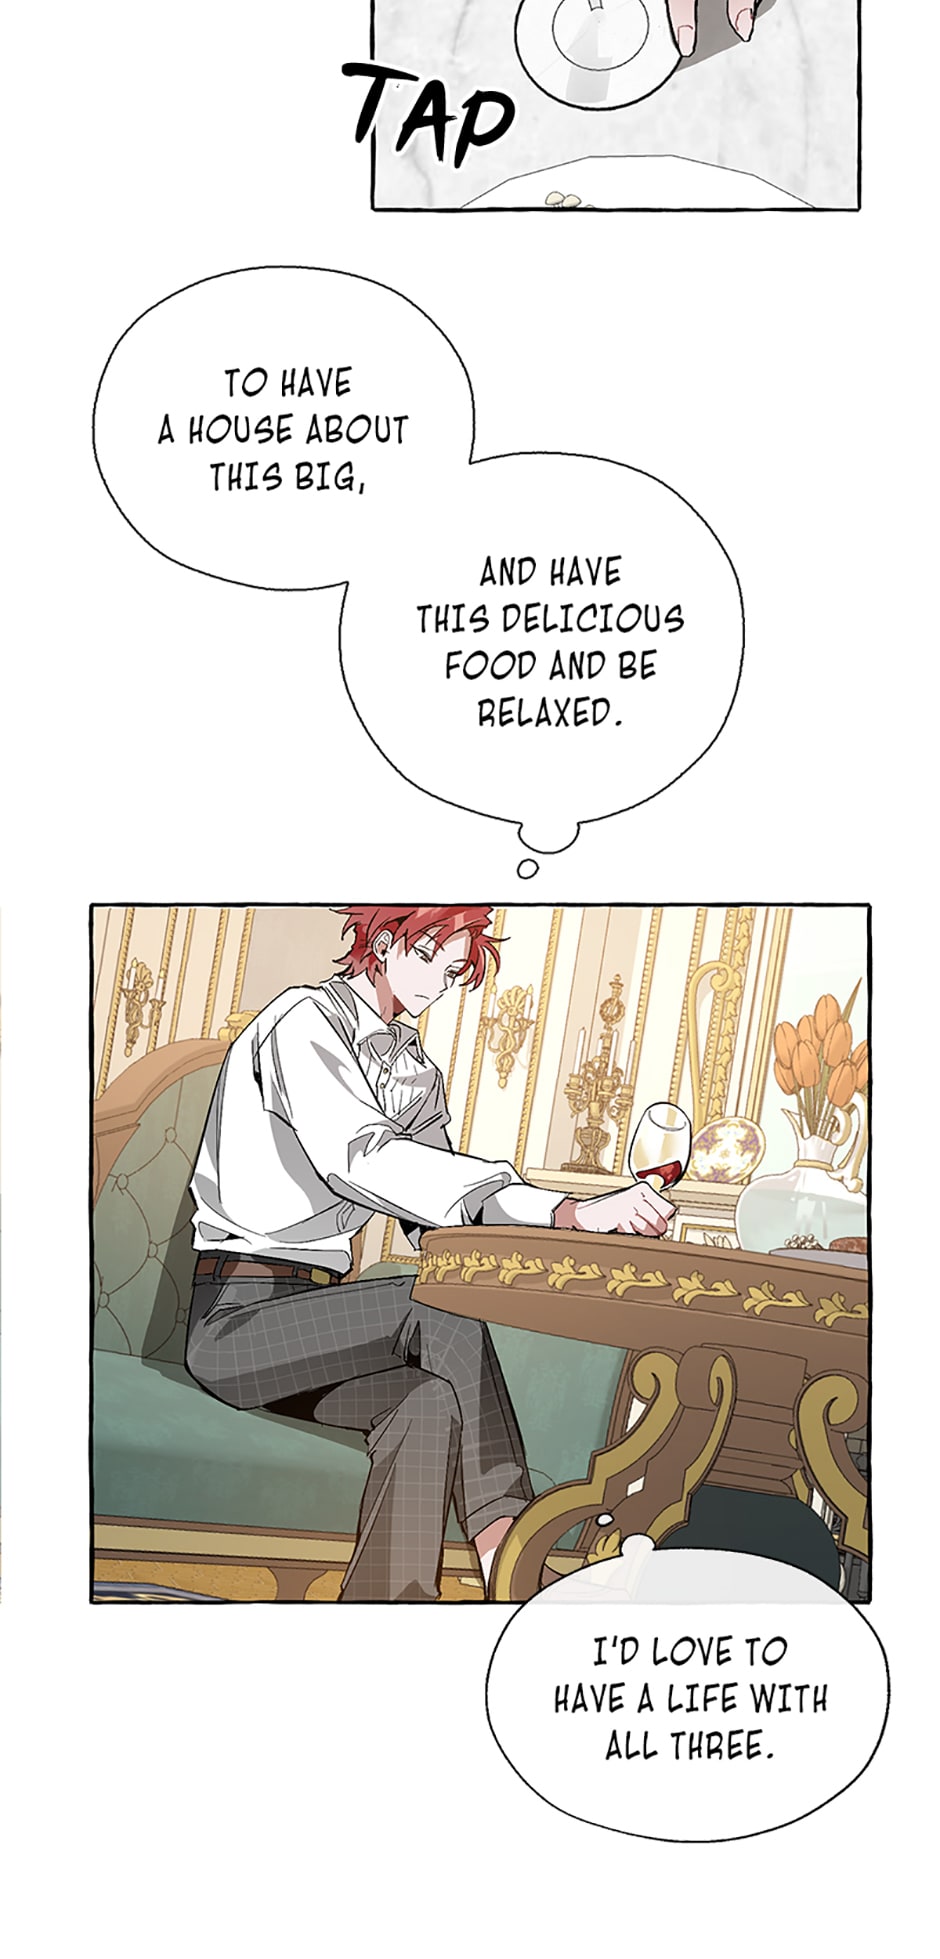 TAP
TO HAVE
A HOUSE ABOUT
THIS BIG,
AND HAVE
THIS DELICIOUS
FOOD AND BE
RELAXED.
I'D LOVE TO
HAVE A LIFE WITH
ALL THREE.